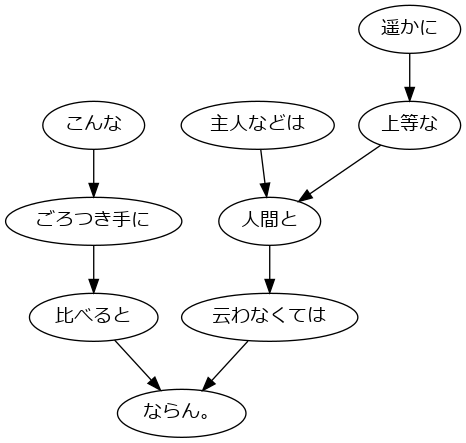 遥かに
こんな
主人などは
上等な
ごろつき手に
人間と
比べると
云わなくては
ならん。